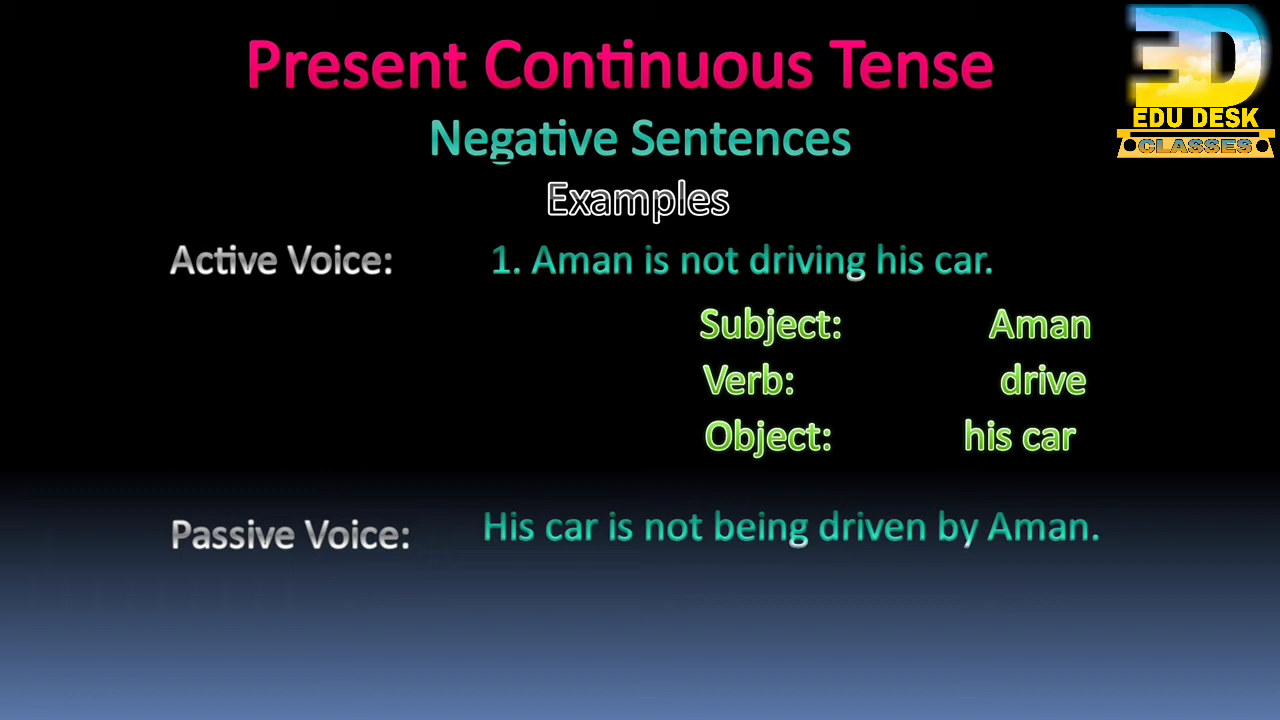 Present Continuous Tense
Negative Sentences
Examples
Active Voice: 1. Aman is not driving his car.
Subject: Aman
Verb: drive
Object: his car
Passive Voice: His car is not being driven by Aman.
ED
EDU DESK
CLASSES